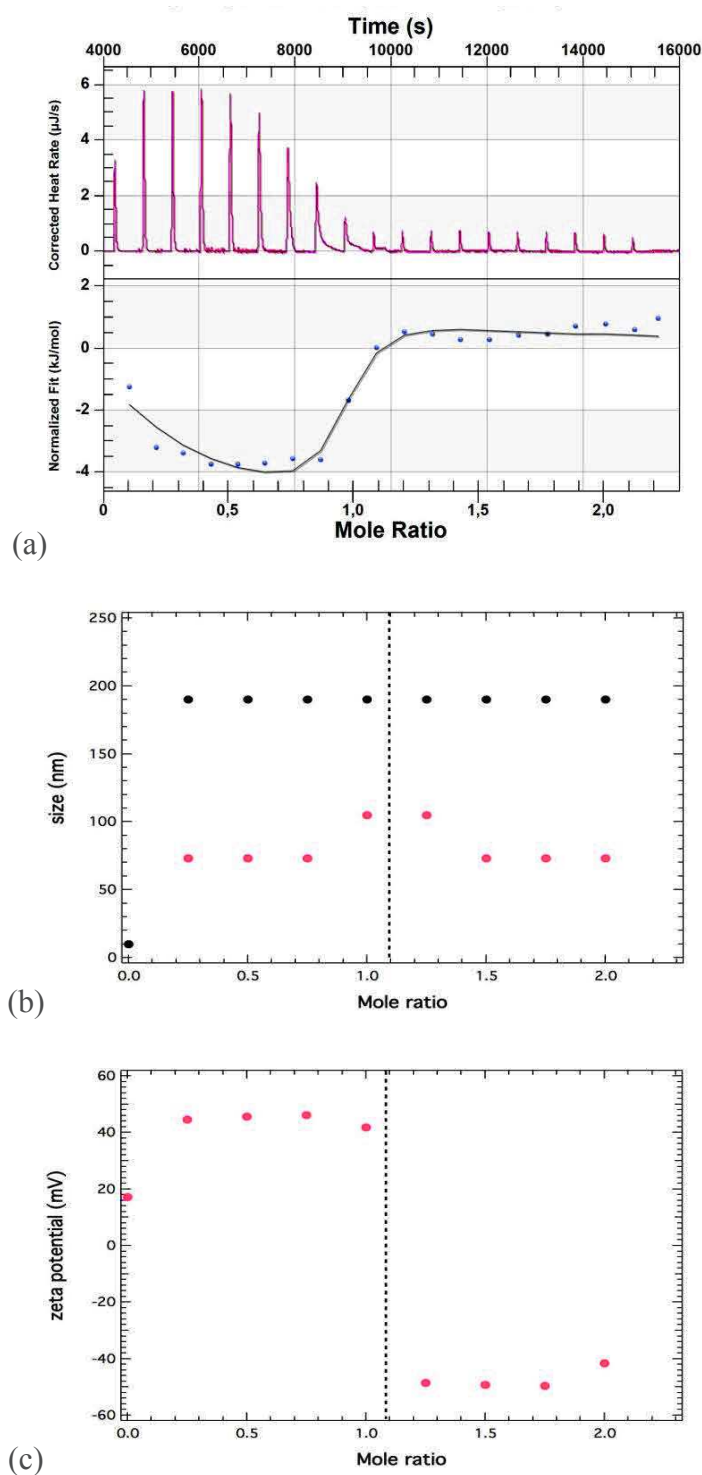 Time (s)
4000 6000 8000 10000 12000 14000 16000
Corrected Heat Rate (µJ/s)
6
4
2
0
Normalized Fit (kJ/mol)
2
0
-2
-4
0 0,5 1,0 1,5 2,0
Mole Ratio
(a)
size (nm)
250
200
150
100
50
0
0.0 0.5 1.0 1.5 2.0
Mole ratio
(b)
zeta potential (mV)
60
40
20
0
-20
-40
-60
0.0 0.5 1.0 1.5 2.0
Mole ratio
(c)